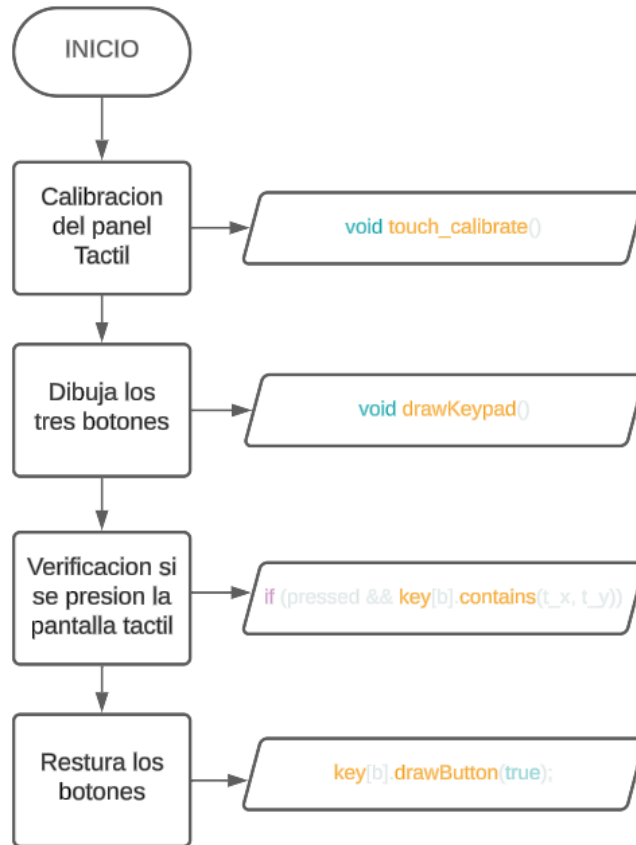 INICIO
Calibracion
del panel
Tactil
void touch_calibrate()
Dibuja los
tres botones
void drawKeypad()
Verificacion si
se presion la
pantalla tactil
if (pressed && key[b].contains(t_x, t_y))
Restura los
botones
key[b].drawButton(true);